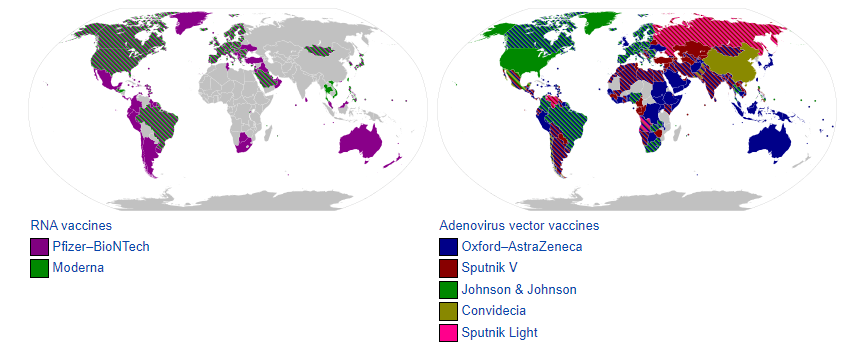 RNA vaccines
Pfizer–BioNTech
Moderna
Adenovirus vector vaccines
Oxford–AstraZeneca
Sputnik V
Johnson & Johnson
Convidecia
Sputnik Light